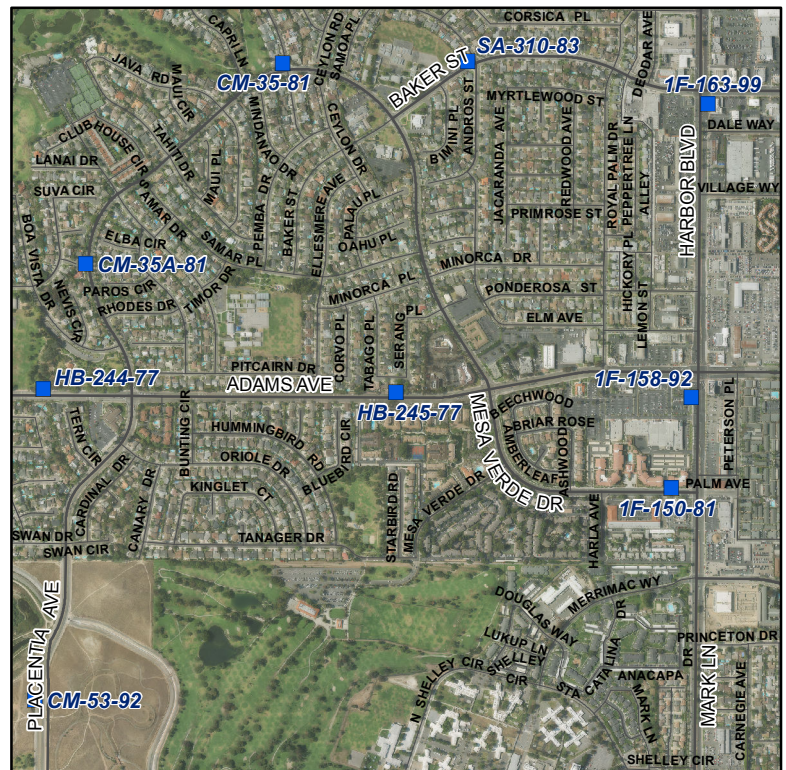 CORSICA PL
CAPRI LN
CEYLON RD
SAMOA PL
DEODAR AVE
SA-310-83
JAVA RD
MAUI CIR
CM-35-81
BAKER ST
1F-163-99
MYRTLEWOOD ST
DALE WAY
CLUB HOUSE CIR
TAHITI DR
MINDANAO DR
CEYLON DR
BIMINI PL
ANDROS ST
JACARANDA AVE
REDWOOD AVE
ROYAL PALM DR
PEPPERTREE LN
HARBOR BLVD
LANAI DR
MAUI PL
SUVA CIR
SAMAR DR
PEMBA DR
BAKER ST
ELLESMERE AVE
PALAU PL
ALLEY
VILLAGE WY
PRIMROSE ST
BOA VISTA DR
ELBA CIR
SAMAR PL
OAHU PL
CM-35A-81
MINORCA DR
HICKORY PL
NEVIS CIR
PAROS CIR
RHODES DR
TIMOR DR
MINORCA PL
PONDEROSA ST
LEMON ST
ELM AVE
CORVO PL
TABAGO PL
SERANG PL
PITCAIRN DR
HB-244-77
ADAMS AVE
1F-158-92
HB-245-77
PETERSON PL
MESA VERDE DR
BEECHWOOD
BRIAR ROSE
AMBERLEAF
ASHWOOD
TERN CIR
BUNTING CIR
HUMMINGBIRD RD
ORIOLE DR
BLUEBIRD CIR
KINGLET CT
CARDINAL DR
CANARY DR
STARBIRD RD
MESA VERDE DR
PALM AVE
1F-150-81
HARLA AVE
SWAN DR
TANAGER DR
SWAN CIR
PLACENTIA AVE
DOUGLAS WAY
MERRIMAC WY
LUKUP LN
PRINCETON DR
N SHELLEY CIR
SHELLEY CIR
STA CATALINA DR
ANACAPA DR
MARK LN
MARK LN
CARNEGIE AVE
CM-53-92
SHELLEY CIR